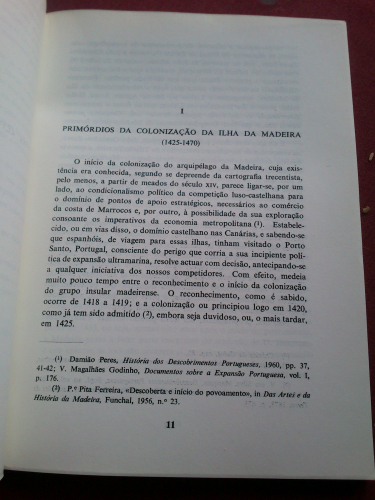 I
PRIMÓRDIOS DA COLONIZAÇÃO DA ILHA DA MADEIRA
(1425-1470)
O início da colonização do arquipélago da Madeira, cuja exis-
tência era conhecida, segundo se depreende da cartografia trecentista,
pelo menos, a partir de meados do século XIV, parece ligar-se, por um
lado, ao condicionalismo político da competição luso-castelhana para
o domínio de pontos de apoio estratégicos, necessários ao comércio
da costa de Marrocos e, por outro, à possibilidade da sua exploração
consoante os imperativos da economia metropolitana (¹). Estabele-
cido, ou em vias disso, o domínio castelhano nas Canárias, e sabendo-se
que espanhóis, de viagem para essas ilhas, tinham visitado o Porto
Santo, Portugal, consciente do perigo que corria a sua incipiente polí-
tica de expansão ultramarina, resolve actuar com decisão, antecipando-se
a qualquer iniciativa dos nossos competidores. Com efeito, medeia
muito pouco tempo entre o reconhecimento e o início da colonização
do grupo insular madeirense. O reconhecimento, como é sabido,
ocorre de 1418 a 1419; e a colonização ou principiou logo em 1420,
como já tem sido admitido (²), embora seja duvidoso, ou, o mais tardar,
em 1425.
(¹) Damião Peres, História dos Descobrimentos Portugueses, 1960, pp. 37,
41-42; V. Magalhães Godinho, Documentos sobre a Expansão Portuguesa, vol. I,
p. 176.
(²) P.e Pita Ferreira, «Descoberta e início do povoamento», in Das Artes e da
História da Madeira, Funchal, 1956, n.º 23.
11